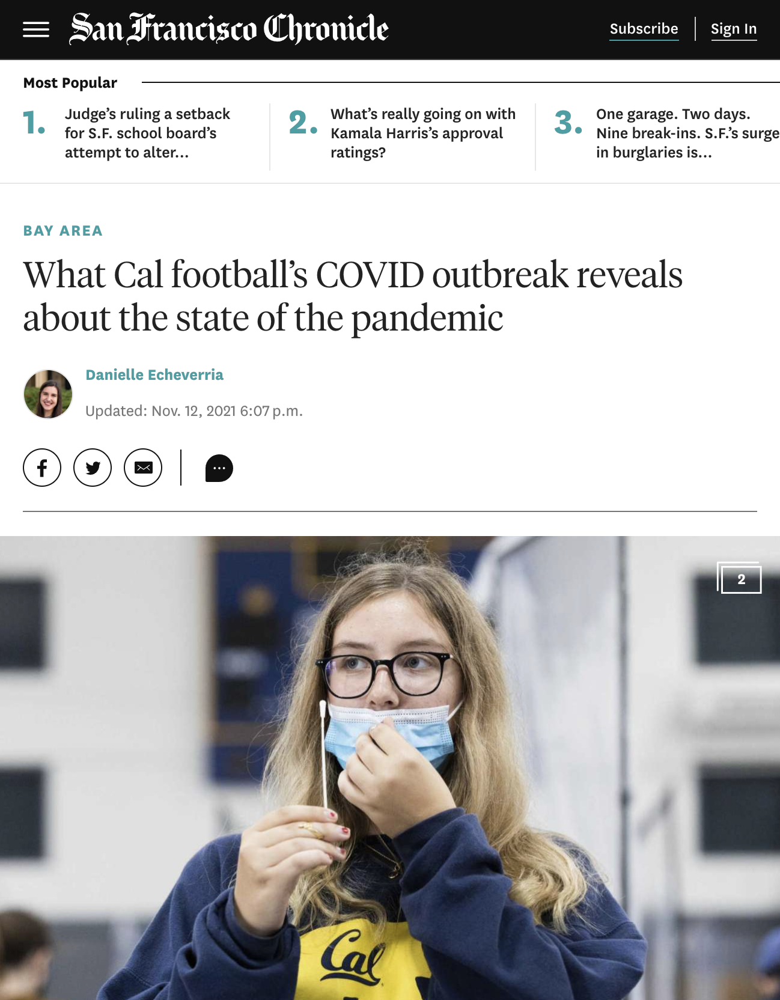 San Francisco Chronicle
Subscribe
Sign In
Most Popular
1.
Judge’s ruling a setback
for S.F. school board’s
attempt to alter...
2.
What’s really going on with
Kamala Harris’s approval
ratings?
3.
One garage. Two days.
Nine break-ins. S.F.’s surge
in burglaries is...
BAY AREA
What Cal football’s COVID outbreak reveals
about the state of the pandemic
Danielle Echeverria
Updated: Nov. 12, 2021 6:07 p.m.
2
Cal